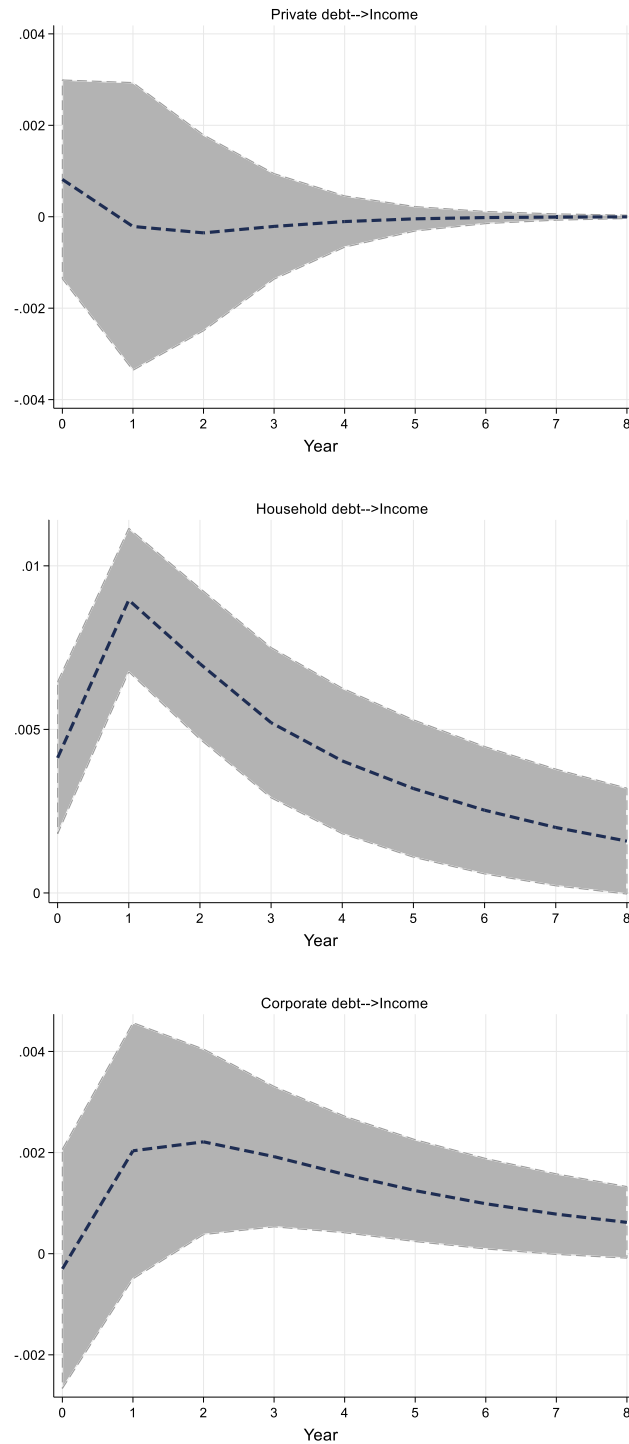 Private debt-->Income
.004
.002
0
-.002
-.004
0 1 2 3 4 5 6 7 8
Year
Household debt-->Income
.01
.005
0
0 1 2 3 4 5 6 7 8
Year
Corporate debt-->Income
.004
.002
0
-.002
0 1 2 3 4 5 6 7 8
Year